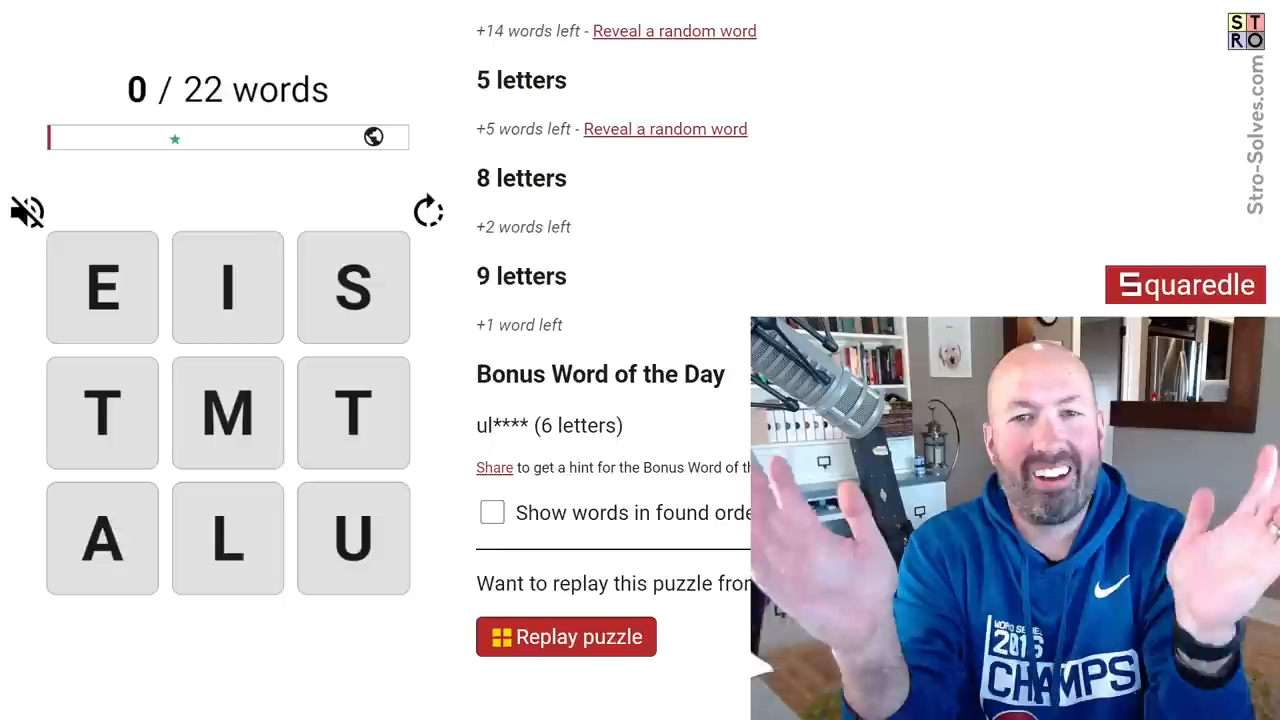 +14 words left - Reveal a random word
0 / 22 words
5 letters
+5 words left - Reveal a random word
8 letters
+2 words left
9 letters
+1 word left
Bonus Word of the Day
ul**** (6 letters)
Share to get a hint for the Bonus Word of
Show words in found
Want to replay this puzzle
Replay puzzle
E I S
T M T
A L U
S T
R O
Stro-Solves.com
Squaredle
2016
CHAMPS